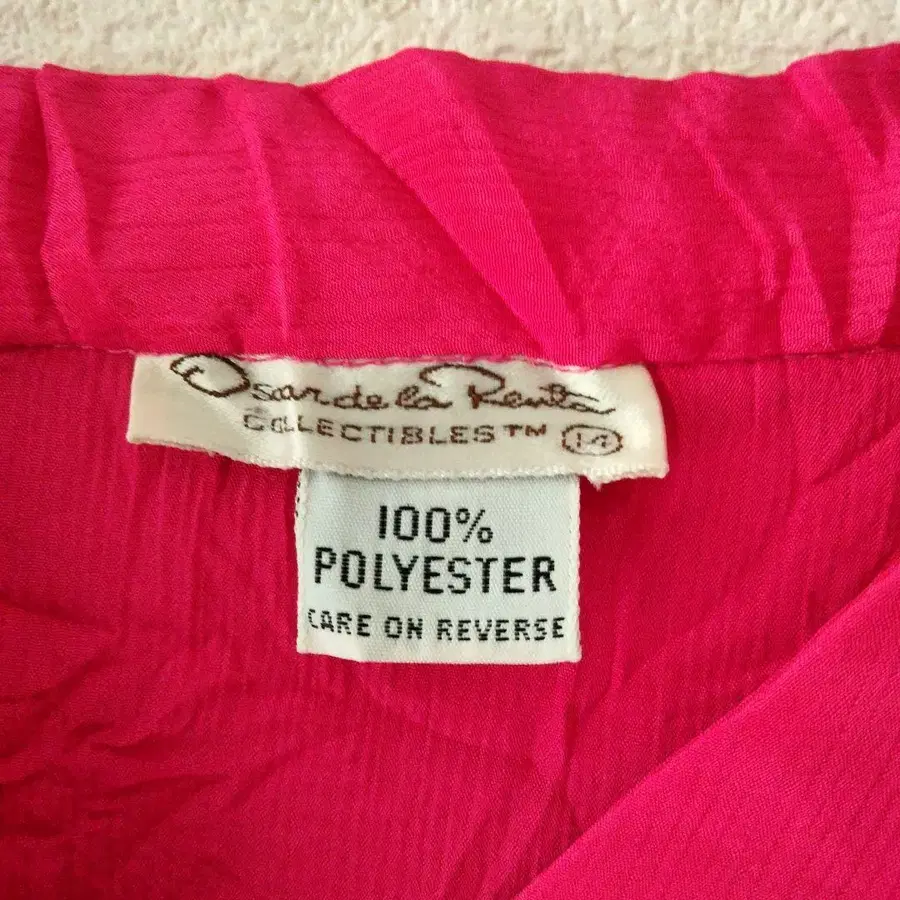 Oscar de la Renta
COLLECTIBLES™ 14
100%
POLYESTER
CARE ON REVERSE